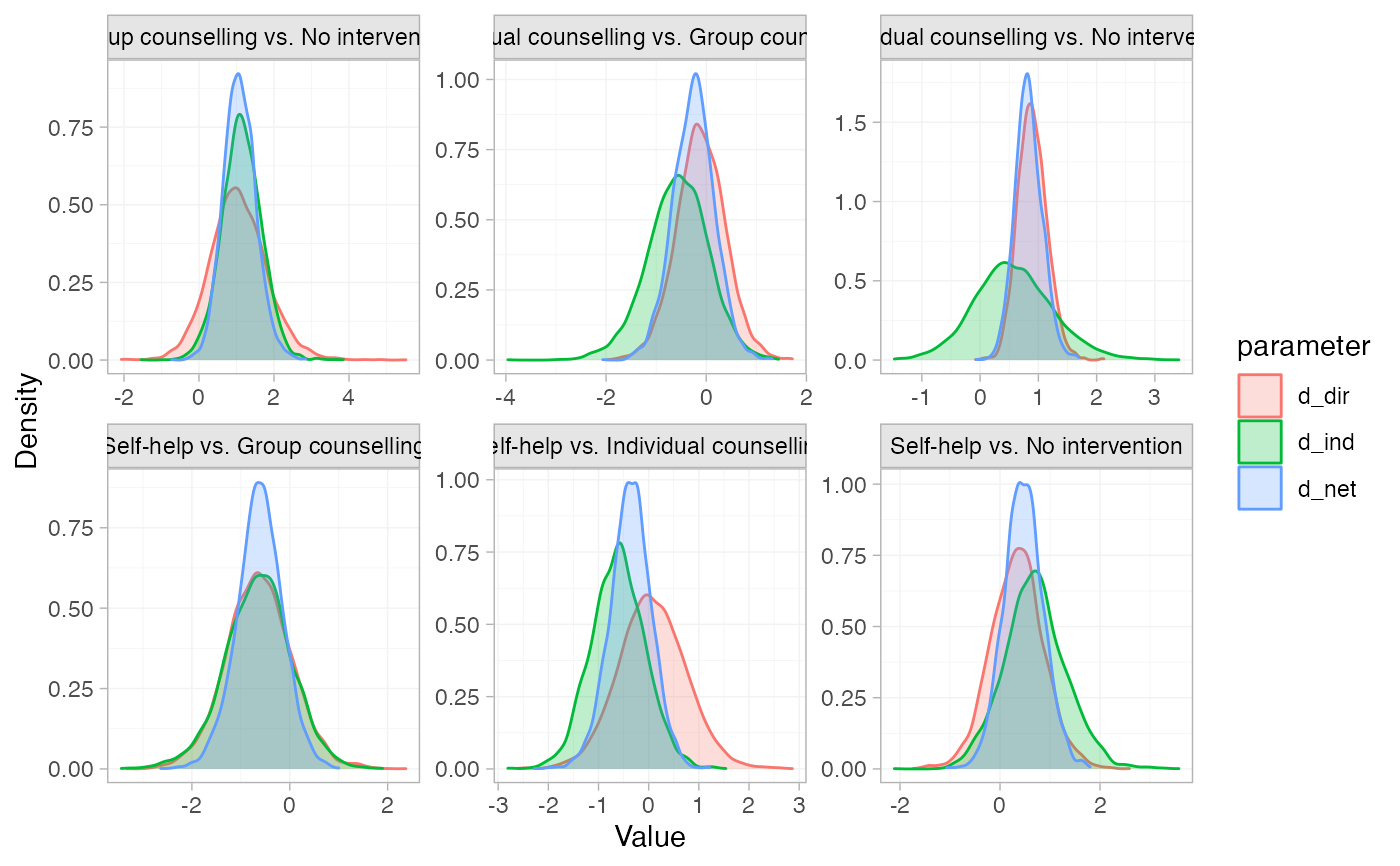 up counselling vs. No interven
ual counselling vs. Group coun
dual counselling vs. No interve
0.75
0.50
0.25
0.00
-2 0 2 4
1.00
0.75
0.50
0.25
0.00
-4 -2 0 2
1.5
1.0
0.5
0.0
-1 0 1 2 3
Self-help vs. Group counselling
elf-help vs. Individual counsellin
Self-help vs. No intervention
0.75
0.50
0.25
0.00
-2 0 2
1.00
0.75
0.50
0.25
0.00
-3 -2 -1 0 1 2 3
1.00
0.75
0.50
0.25
0.00
-2 0 2
Density
Value
parameter
d_dir
d_ind
d_net